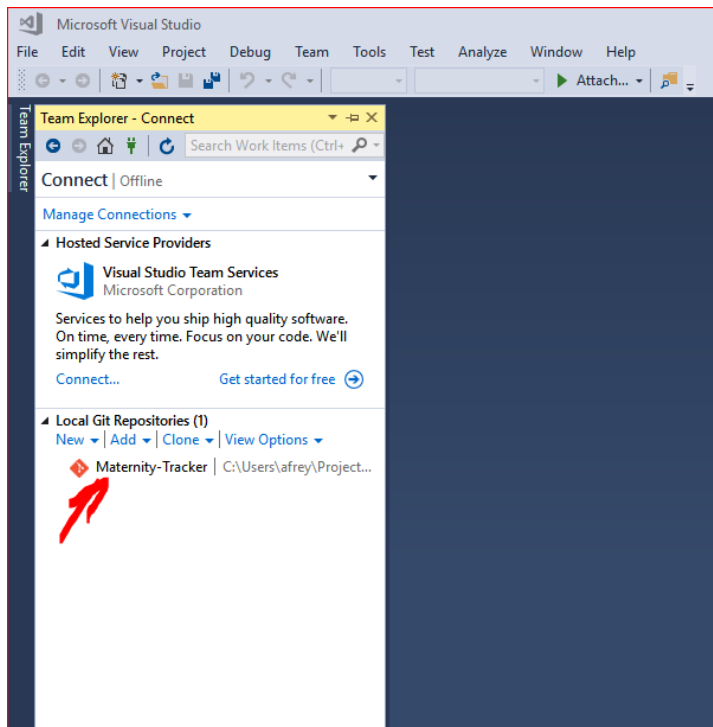 Microsoft Visual Studio
File Edit View Project Debug Team Tools Test Analyze Window Help
Attach...
Team Explorer
Team Explorer - Connect
Search Work Items (Ctrl+
Connect | Offline
Manage Connections
Hosted Service Providers
Visual Studio Team Services
Microsoft Corporation
Services to help you ship high quality software.
On time, every time. Focus on your code. We'll
simplify the rest.
Connect... Get started for free
Local Git Repositories (1)
New | Add | Clone | View Options
Maternity-Tracker | C:\Users\afrey\Project...